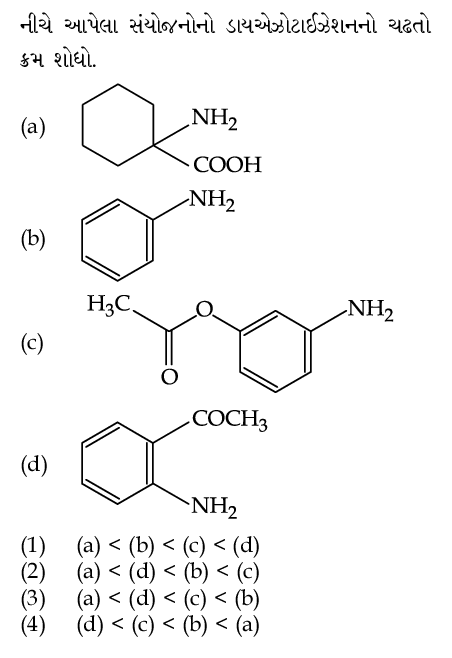 નીચે આપેલા સંયોજનોનો ડાયએઝોટાઈઝેશનનો ચઢતો
ક્રમ શોધો.
(a)
NH₂
COOH
(b)
NH₂
(c)
H₃C
O
O
NH₂
(d)
COCH₃
NH₂
(1) (a) < (b) < (c) < (d)
(2) (a) < (d) < (b) < (c)
(3) (a) < (d) < (c) < (b)
(4) (d) < (c) < (b) < (a)